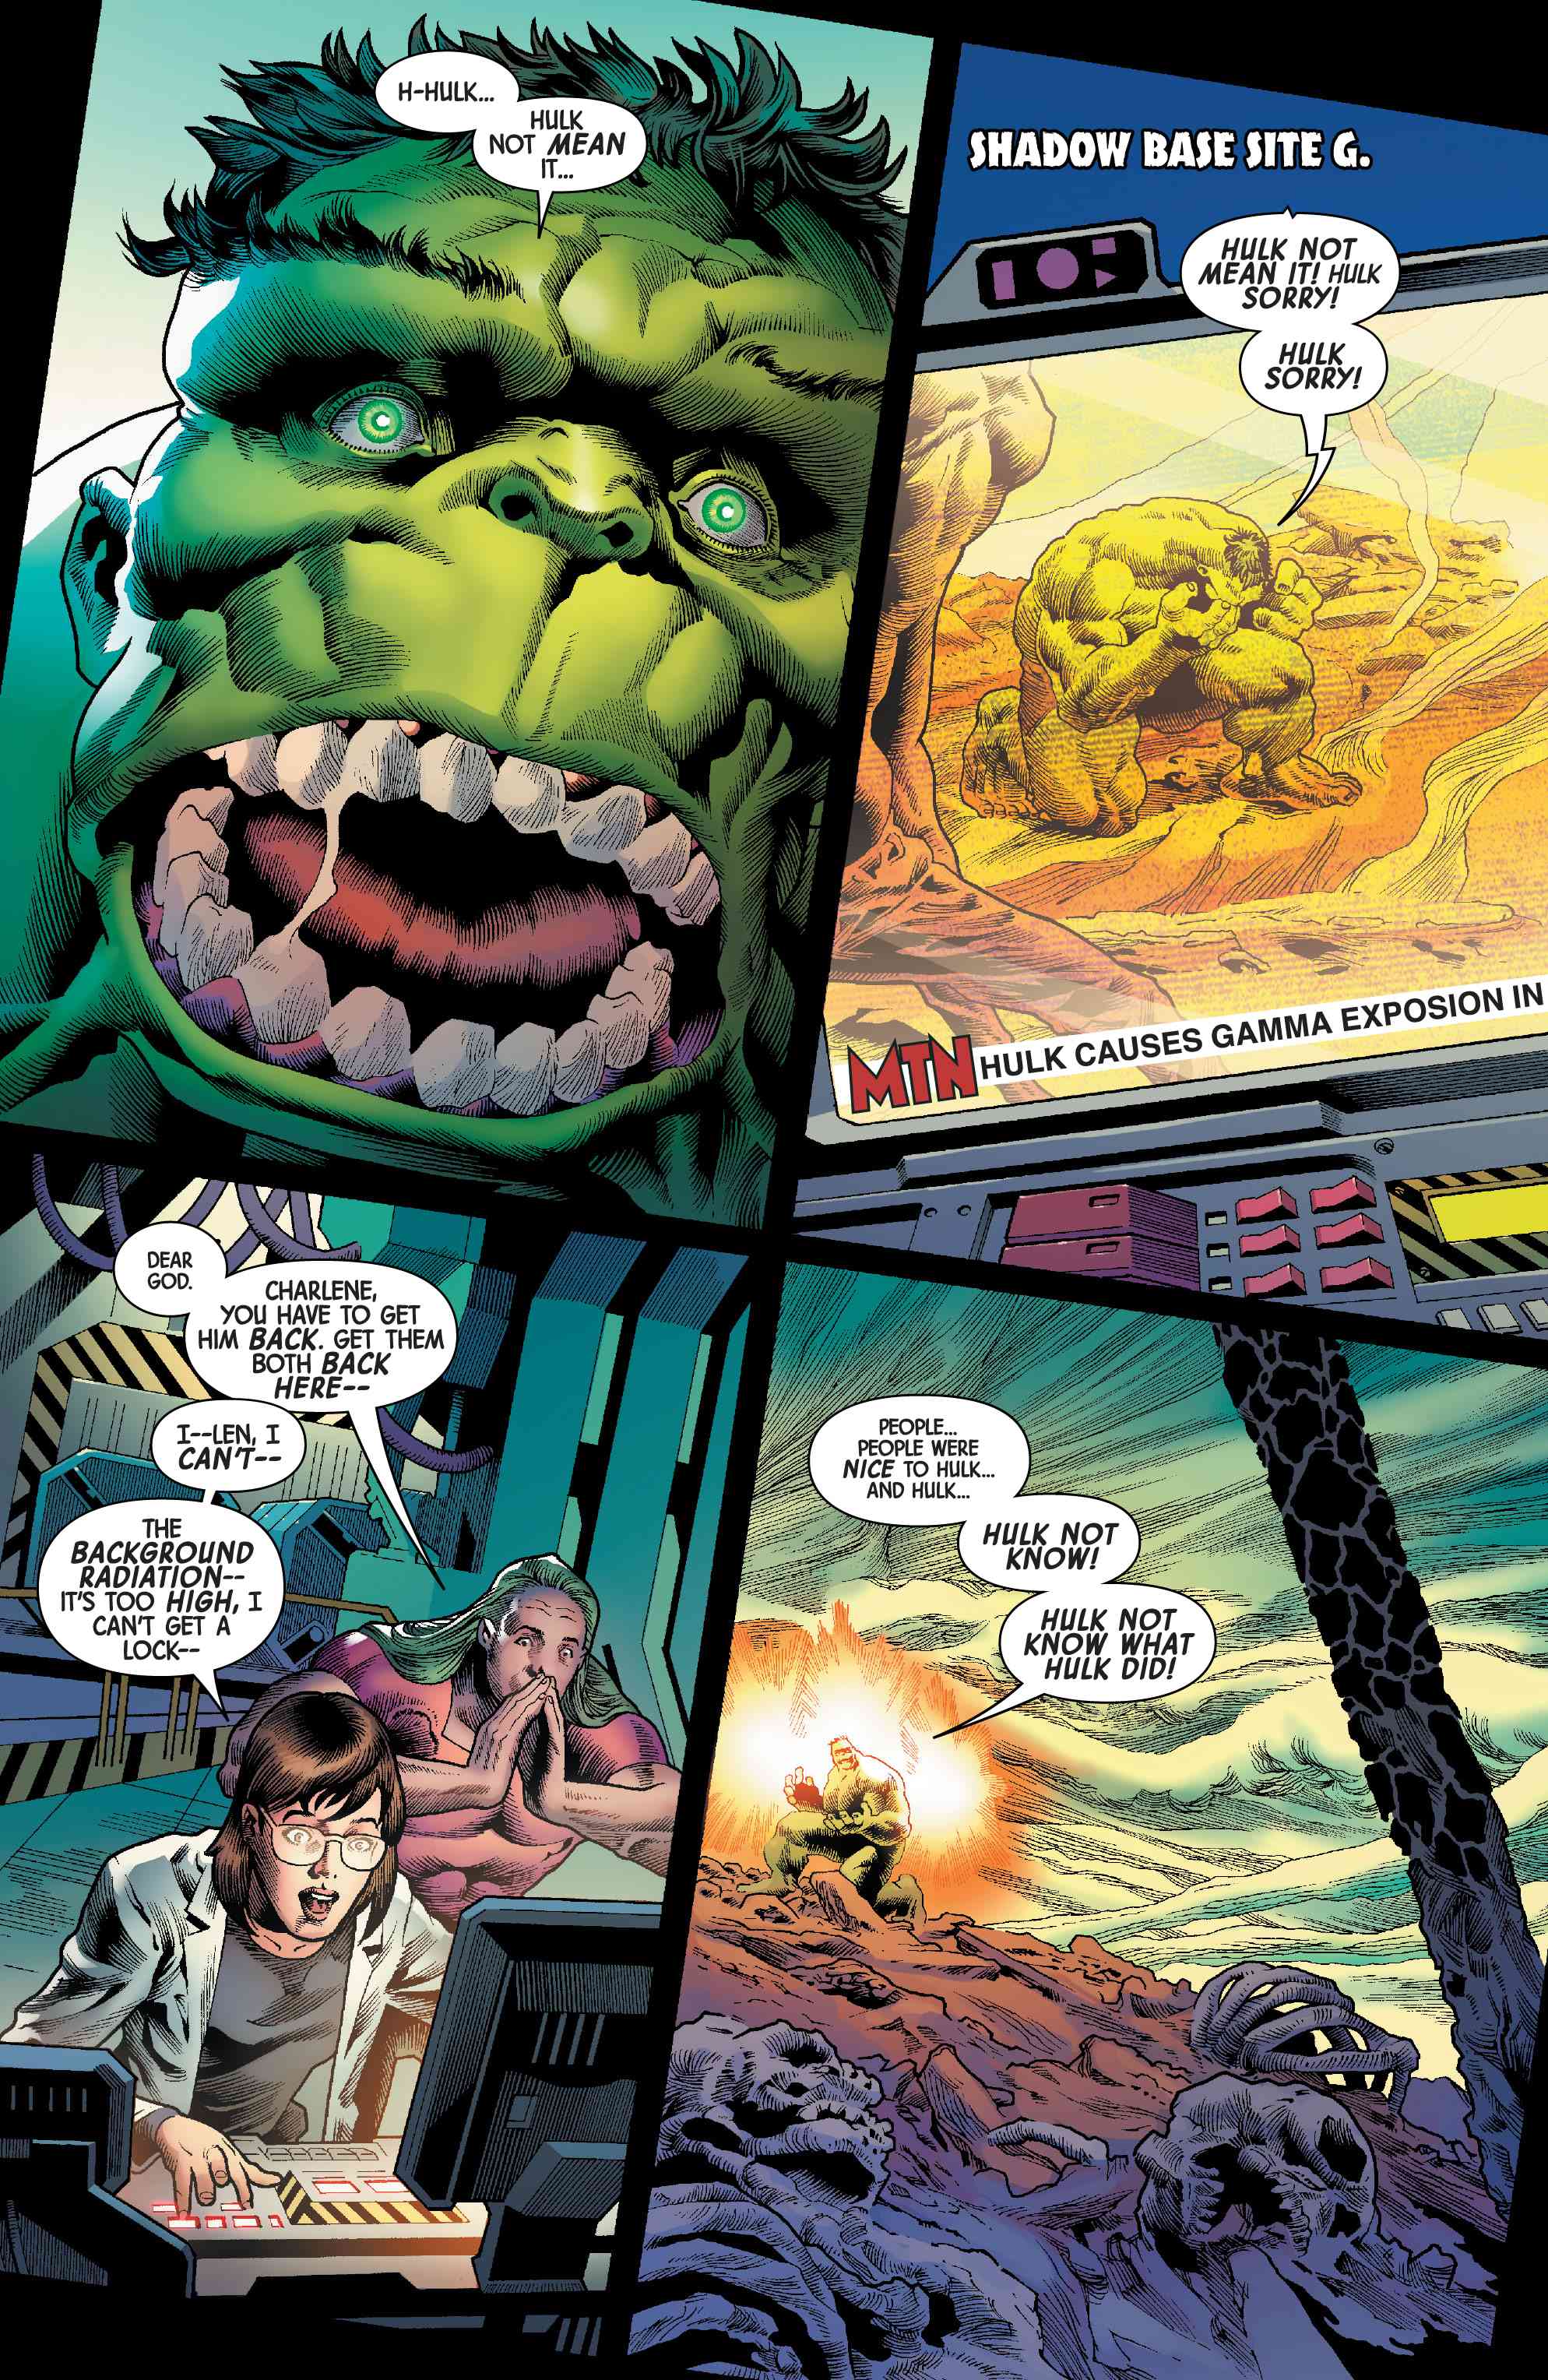 H-HULK...
HULK
NOT MEAN
IT...
SHADOW BASE SITE G.
HULK NOT
MEAN IT! HULK
SORRY!
HULK
SORRY!
MTN HULK CAUSES GAMMA EXPOSION IN
DEAR
GOD.
CHARLENE,
YOU HAVE TO GET
HIM BACK. GET THEM
BOTH BACK
HERE--
I--LEN, I
CAN'T--
THE
BACKGROUND
RADIATION--
IT'S TOO HIGH, I
CAN'T GET A
LOCK--
PEOPLE...
PEOPLE WERE
NICE TO HULK...
AND HULK...
HULK NOT
KNOW!
HULK NOT
KNOW WHAT
HULK DID!